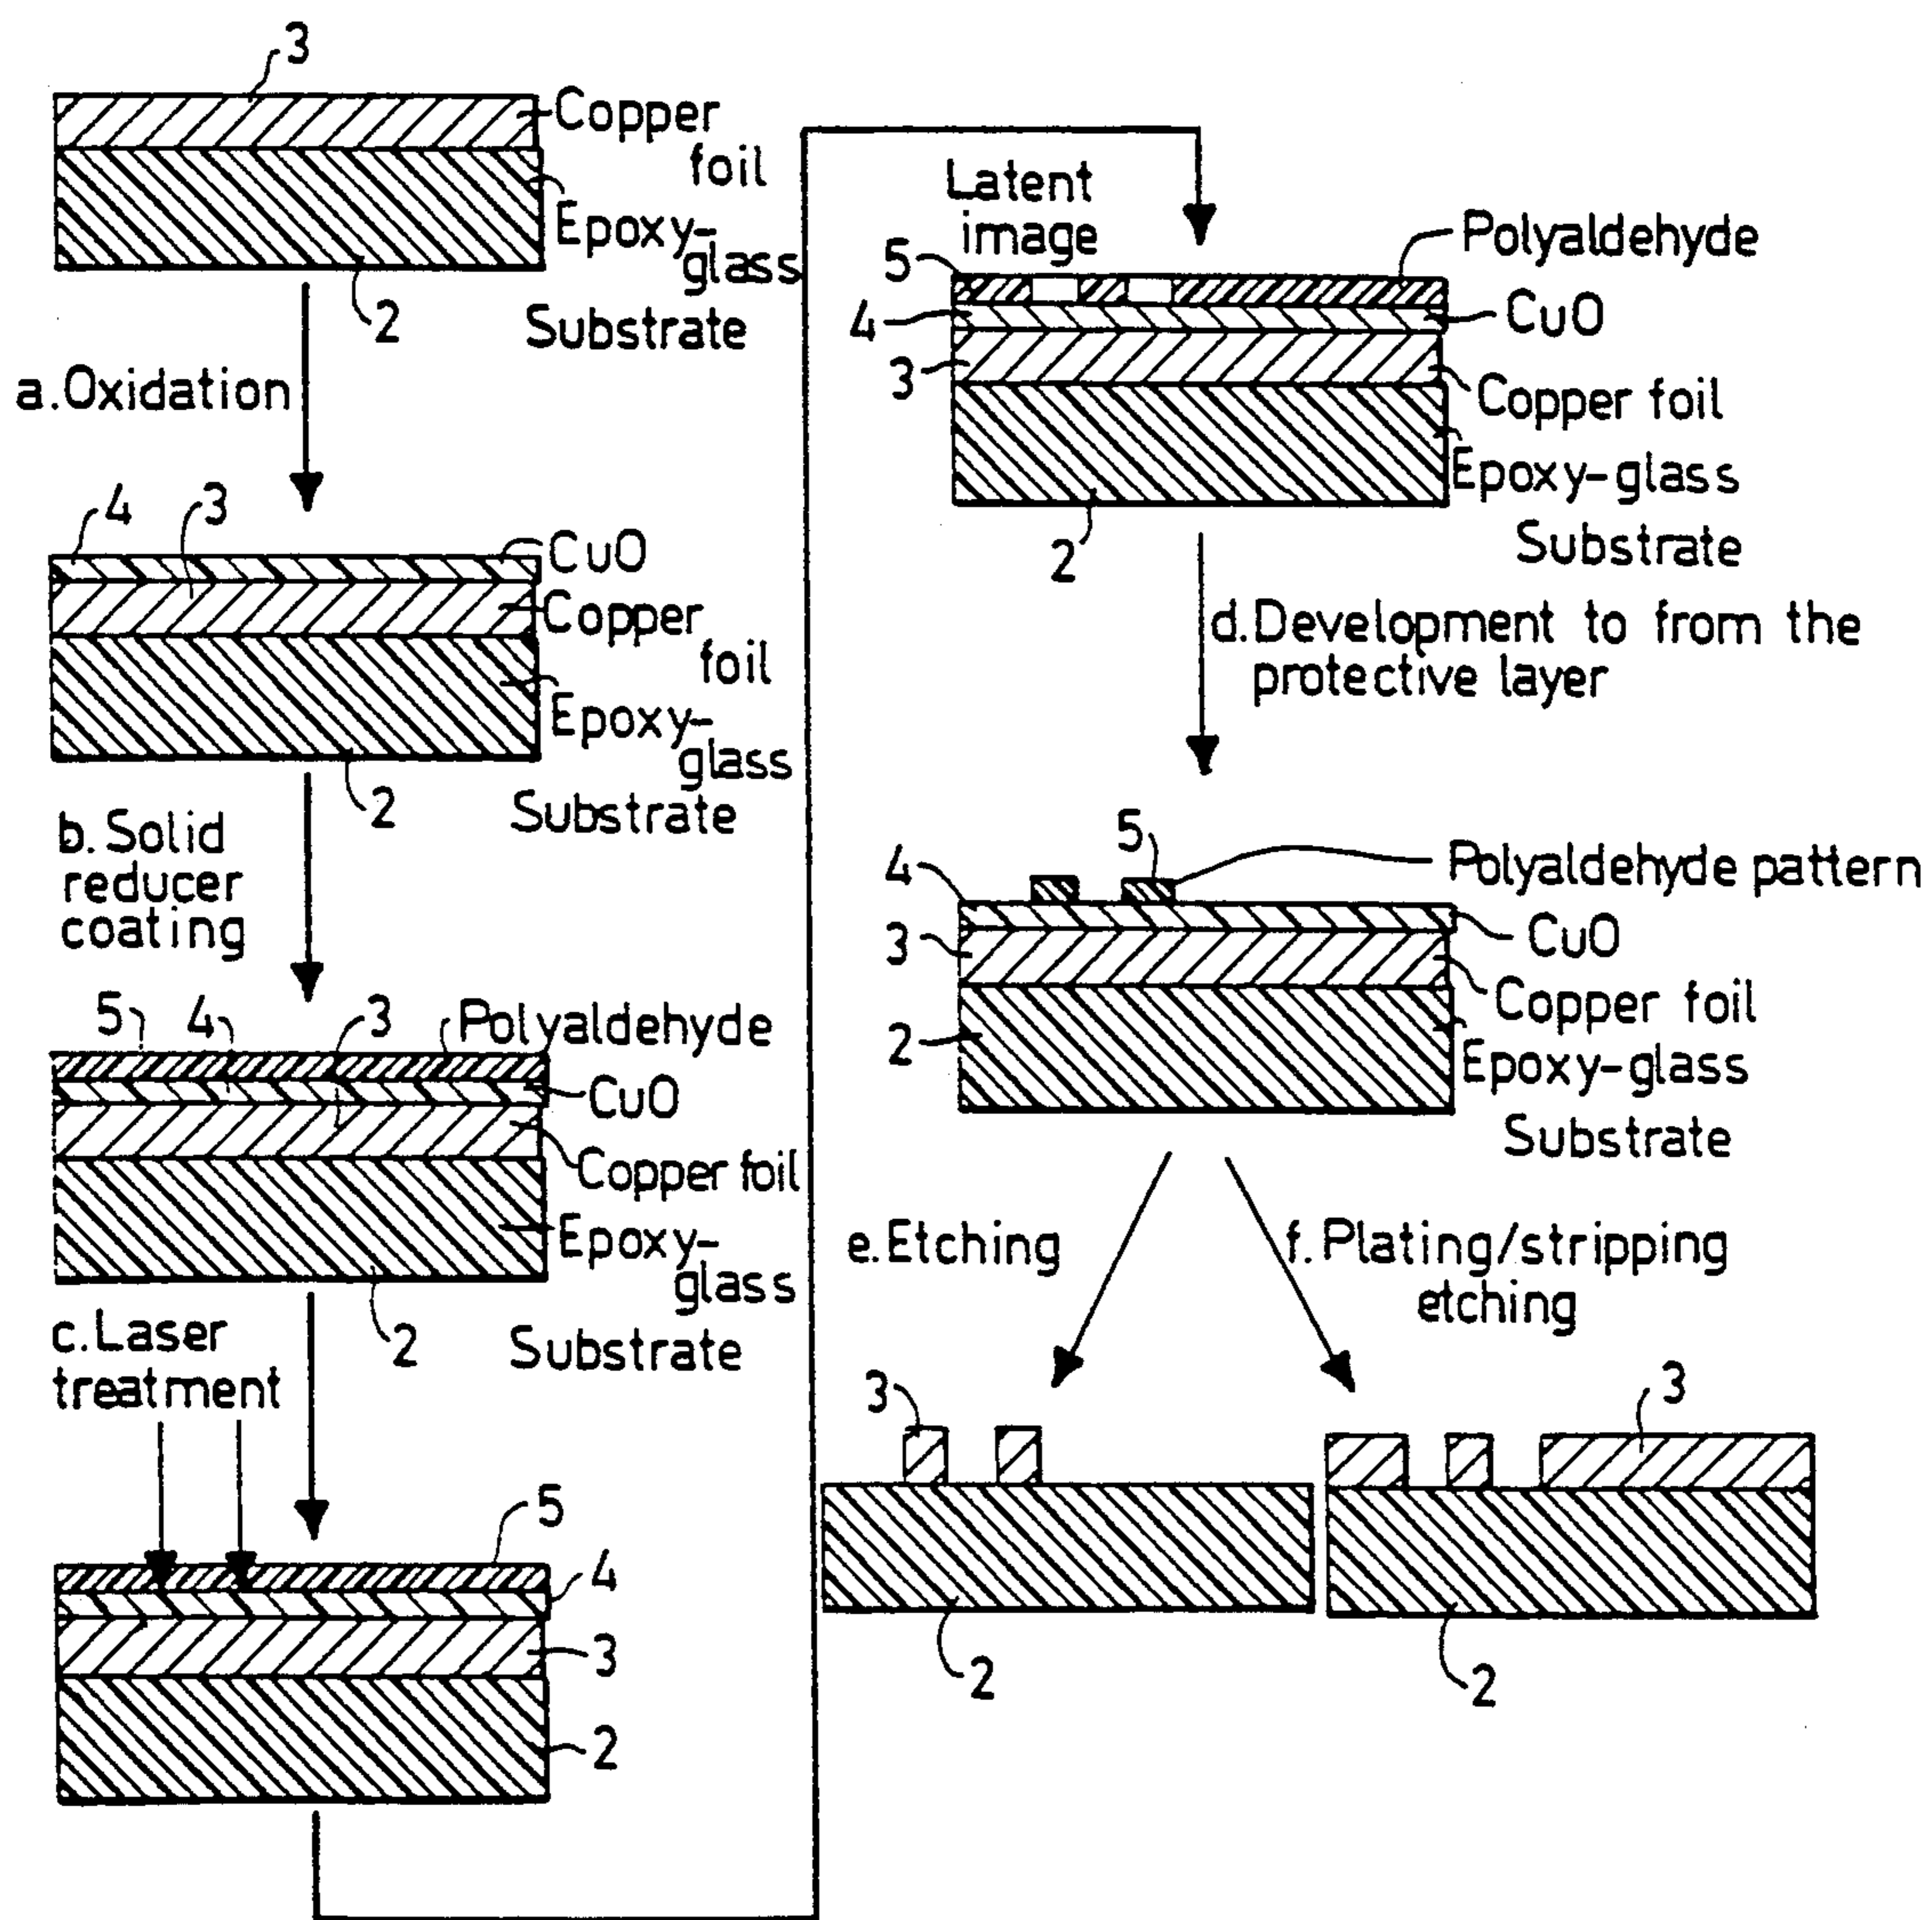 3
Copper
foil
Epoxy-
glass
2
Substrate
a.Oxidation
4
3
CuO
Copper
foil
Epoxy-
glass
2
Substrate
b. Solid
reducer
coating
5
4
3
Polyaldehyde
CuO
Copper foil
Epoxy-
glass
2
Substrate
c. Laser
treatment
5
4
3
2
Latent
image
5
Polyaldehyde
4
CuO
3
Copper foil
Epoxy-glass
2
Substrate
d.Development to from the
protective layer
5
4
Polyaldehyde pattern
CuO
3
Copper foil
2
Epoxy-glass
Substrate
e.Etching
f. Plating/stripping
etching
3
3
2
2